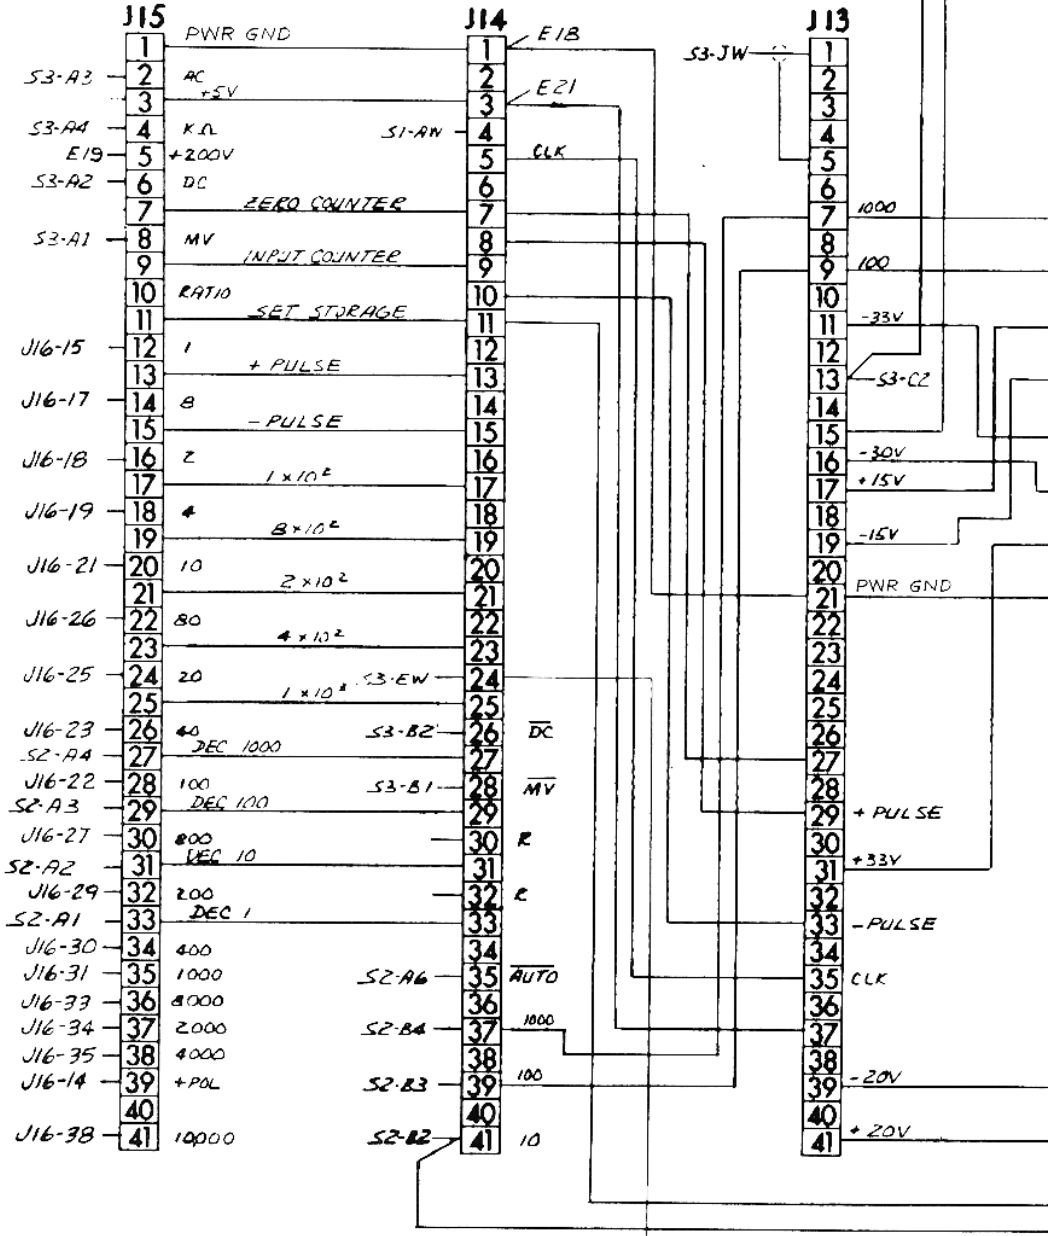 J15 J14 J13
1 PWR GND 1 E18 S3-JW 1
S3-A3 2 AC 2 2
3 +5V 3 E21 3
S3-A4 4 KΩ S1-AW 4 4
E19 5 +200V 5 CLK 5
S3-A2 6 DC 6 6
7 ZERO COUNTER 7 7 1000
S3-A1 8 MV 8 8
9 INPUT COUNTER 9 9 100
10 RATIO 10 10
11 SET STORAGE 11 11 -33V
J16-15 12 1 12 12
13 + PULSE 13 13 S3-C2
J16-17 14 8 14 14
15 -PULSE 15 15
J16-18 16 2 16 16 -30V
17 1×10² 17 17 +15V
J16-19 18 4 18 18
19 8×10² 19 19 -15V
J16-21 20 10 20 20
21 2×10² 21 21 PWR GND
J16-26 22 80 22 22
23 4×10² 23 23
J16-25 24 20 S3-EW 24 24
25 1×10³ 25 25
J16-23 26 40 S3-B2 26 D̅C̅ 26
S2-A4 27 DEC 1000 27 27
J16-22 28 100 S3-B1 28 M̅V̅ 28
S2-A3 29 DEC 100 29 29 + PULSE
J16-27 30 800 30 R 30
S2-A2 31 DEC 10 31 31 +33V
J16-29 32 200 32 R 32
S2-A1 33 DEC 1 33 33 -PULSE
J16-30 34 400 34 34
J16-31 35 1000 S2-A6 35 A̅U̅T̅O̅ 35 CLK
J16-33 36 8000 36 36
J16-34 37 2000 S2-B4 37 1000 37
J16-35 38 4000 38 38
J16-14 39 +POL S2-B3 39 100 39 -20V
40 40 40
J16-38 41 10000 S2-B2 41 10 41 +20V